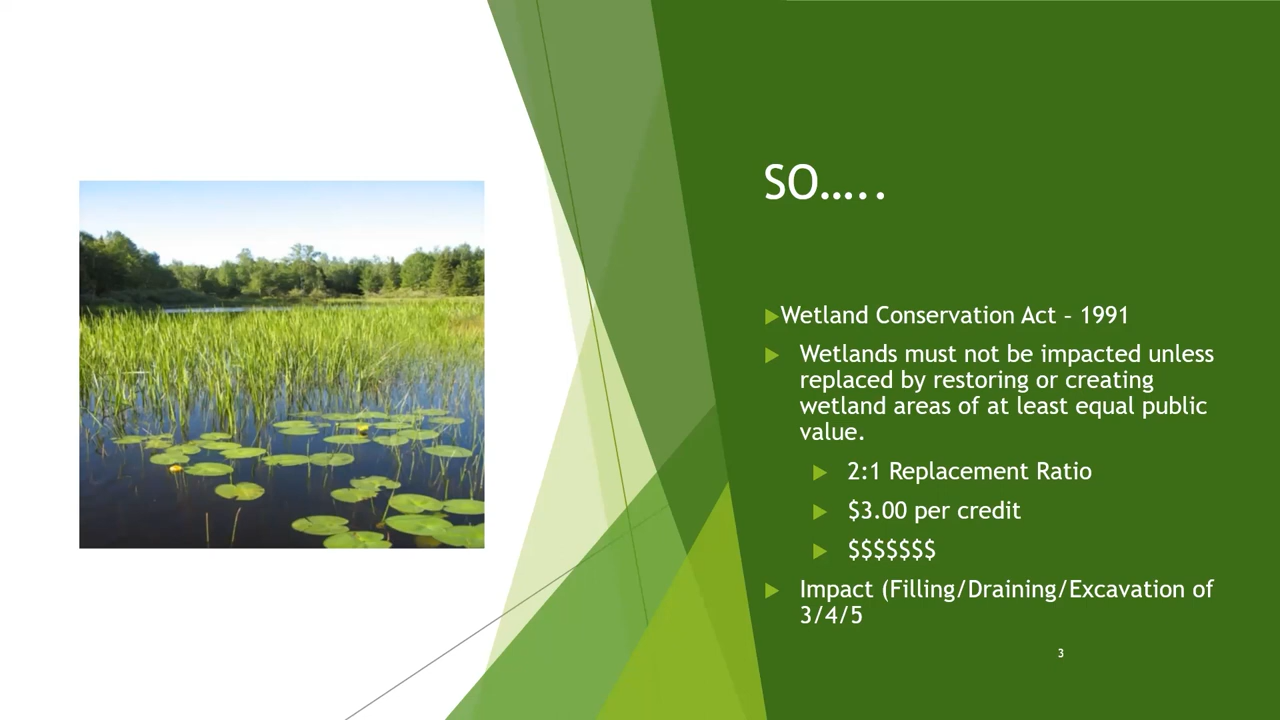 SO…..
Wetland Conservation Act – 1991
Wetlands must not be impacted unless
replaced by restoring or creating
wetland areas of at least equal public
value.
2:1 Replacement Ratio
$3.00 per credit
$$$$$$$
Impact (Filling/Draining/Excavation of
3/4/5
3